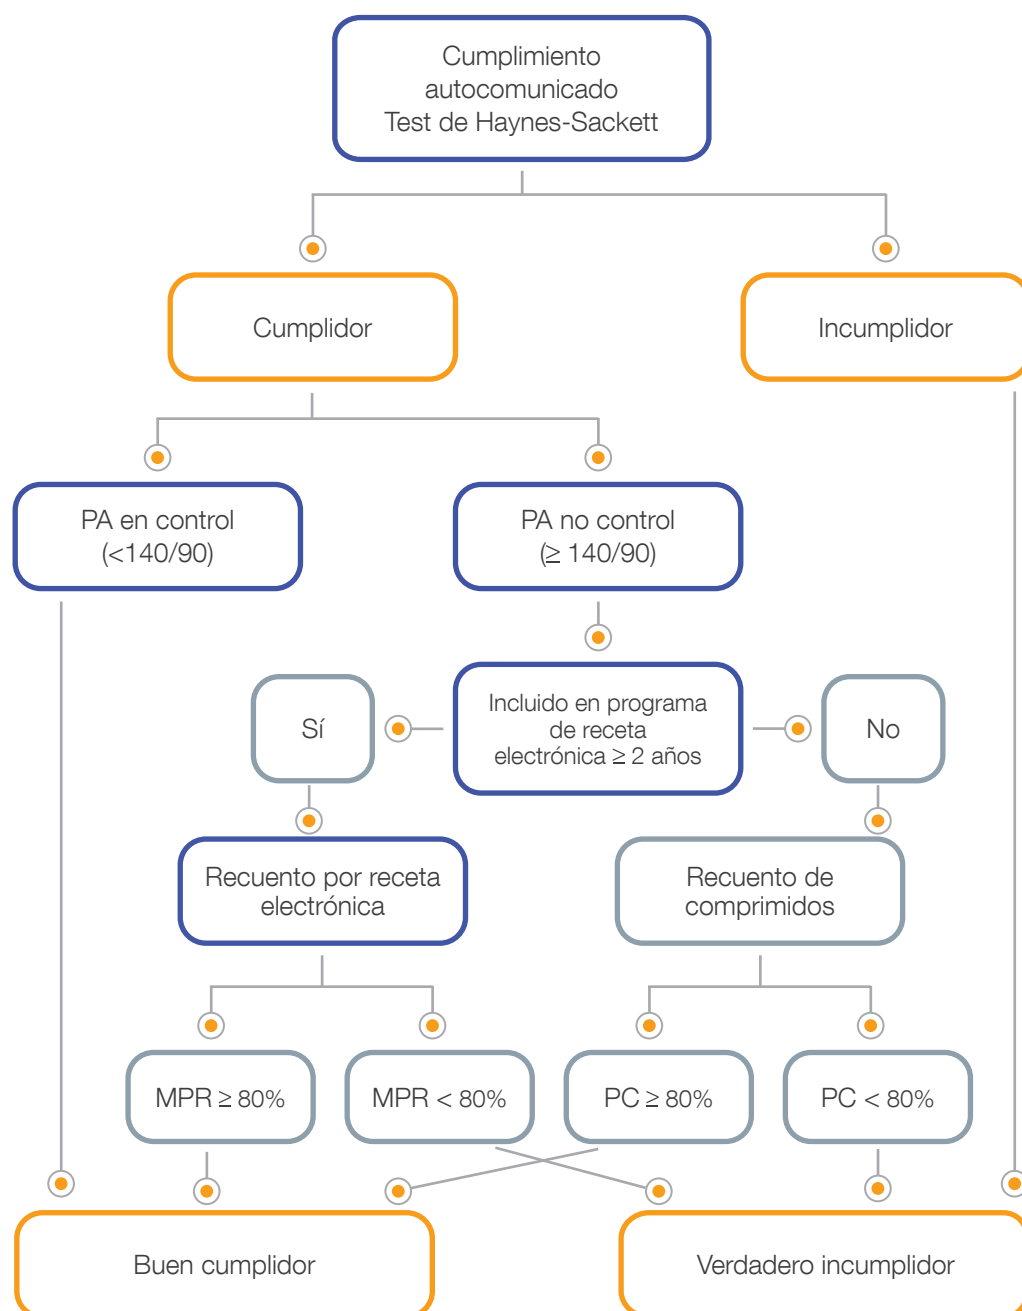 Cumplimiento
autocomunicado
Test de Haynes-Sackett
Cumplidor
Incumplidor
PA en control
(<140/90)
PA no control
(≥ 140/90)
Sí
Incluido en programa
de receta
electrónica ≥ 2 años
No
Recuento por receta
electrónica
Recuento de
comprimidos
MPR ≥ 80%
MPR < 80%
PC ≥ 80%
PC < 80%
Buen cumplidor
Verdadero incumplidor